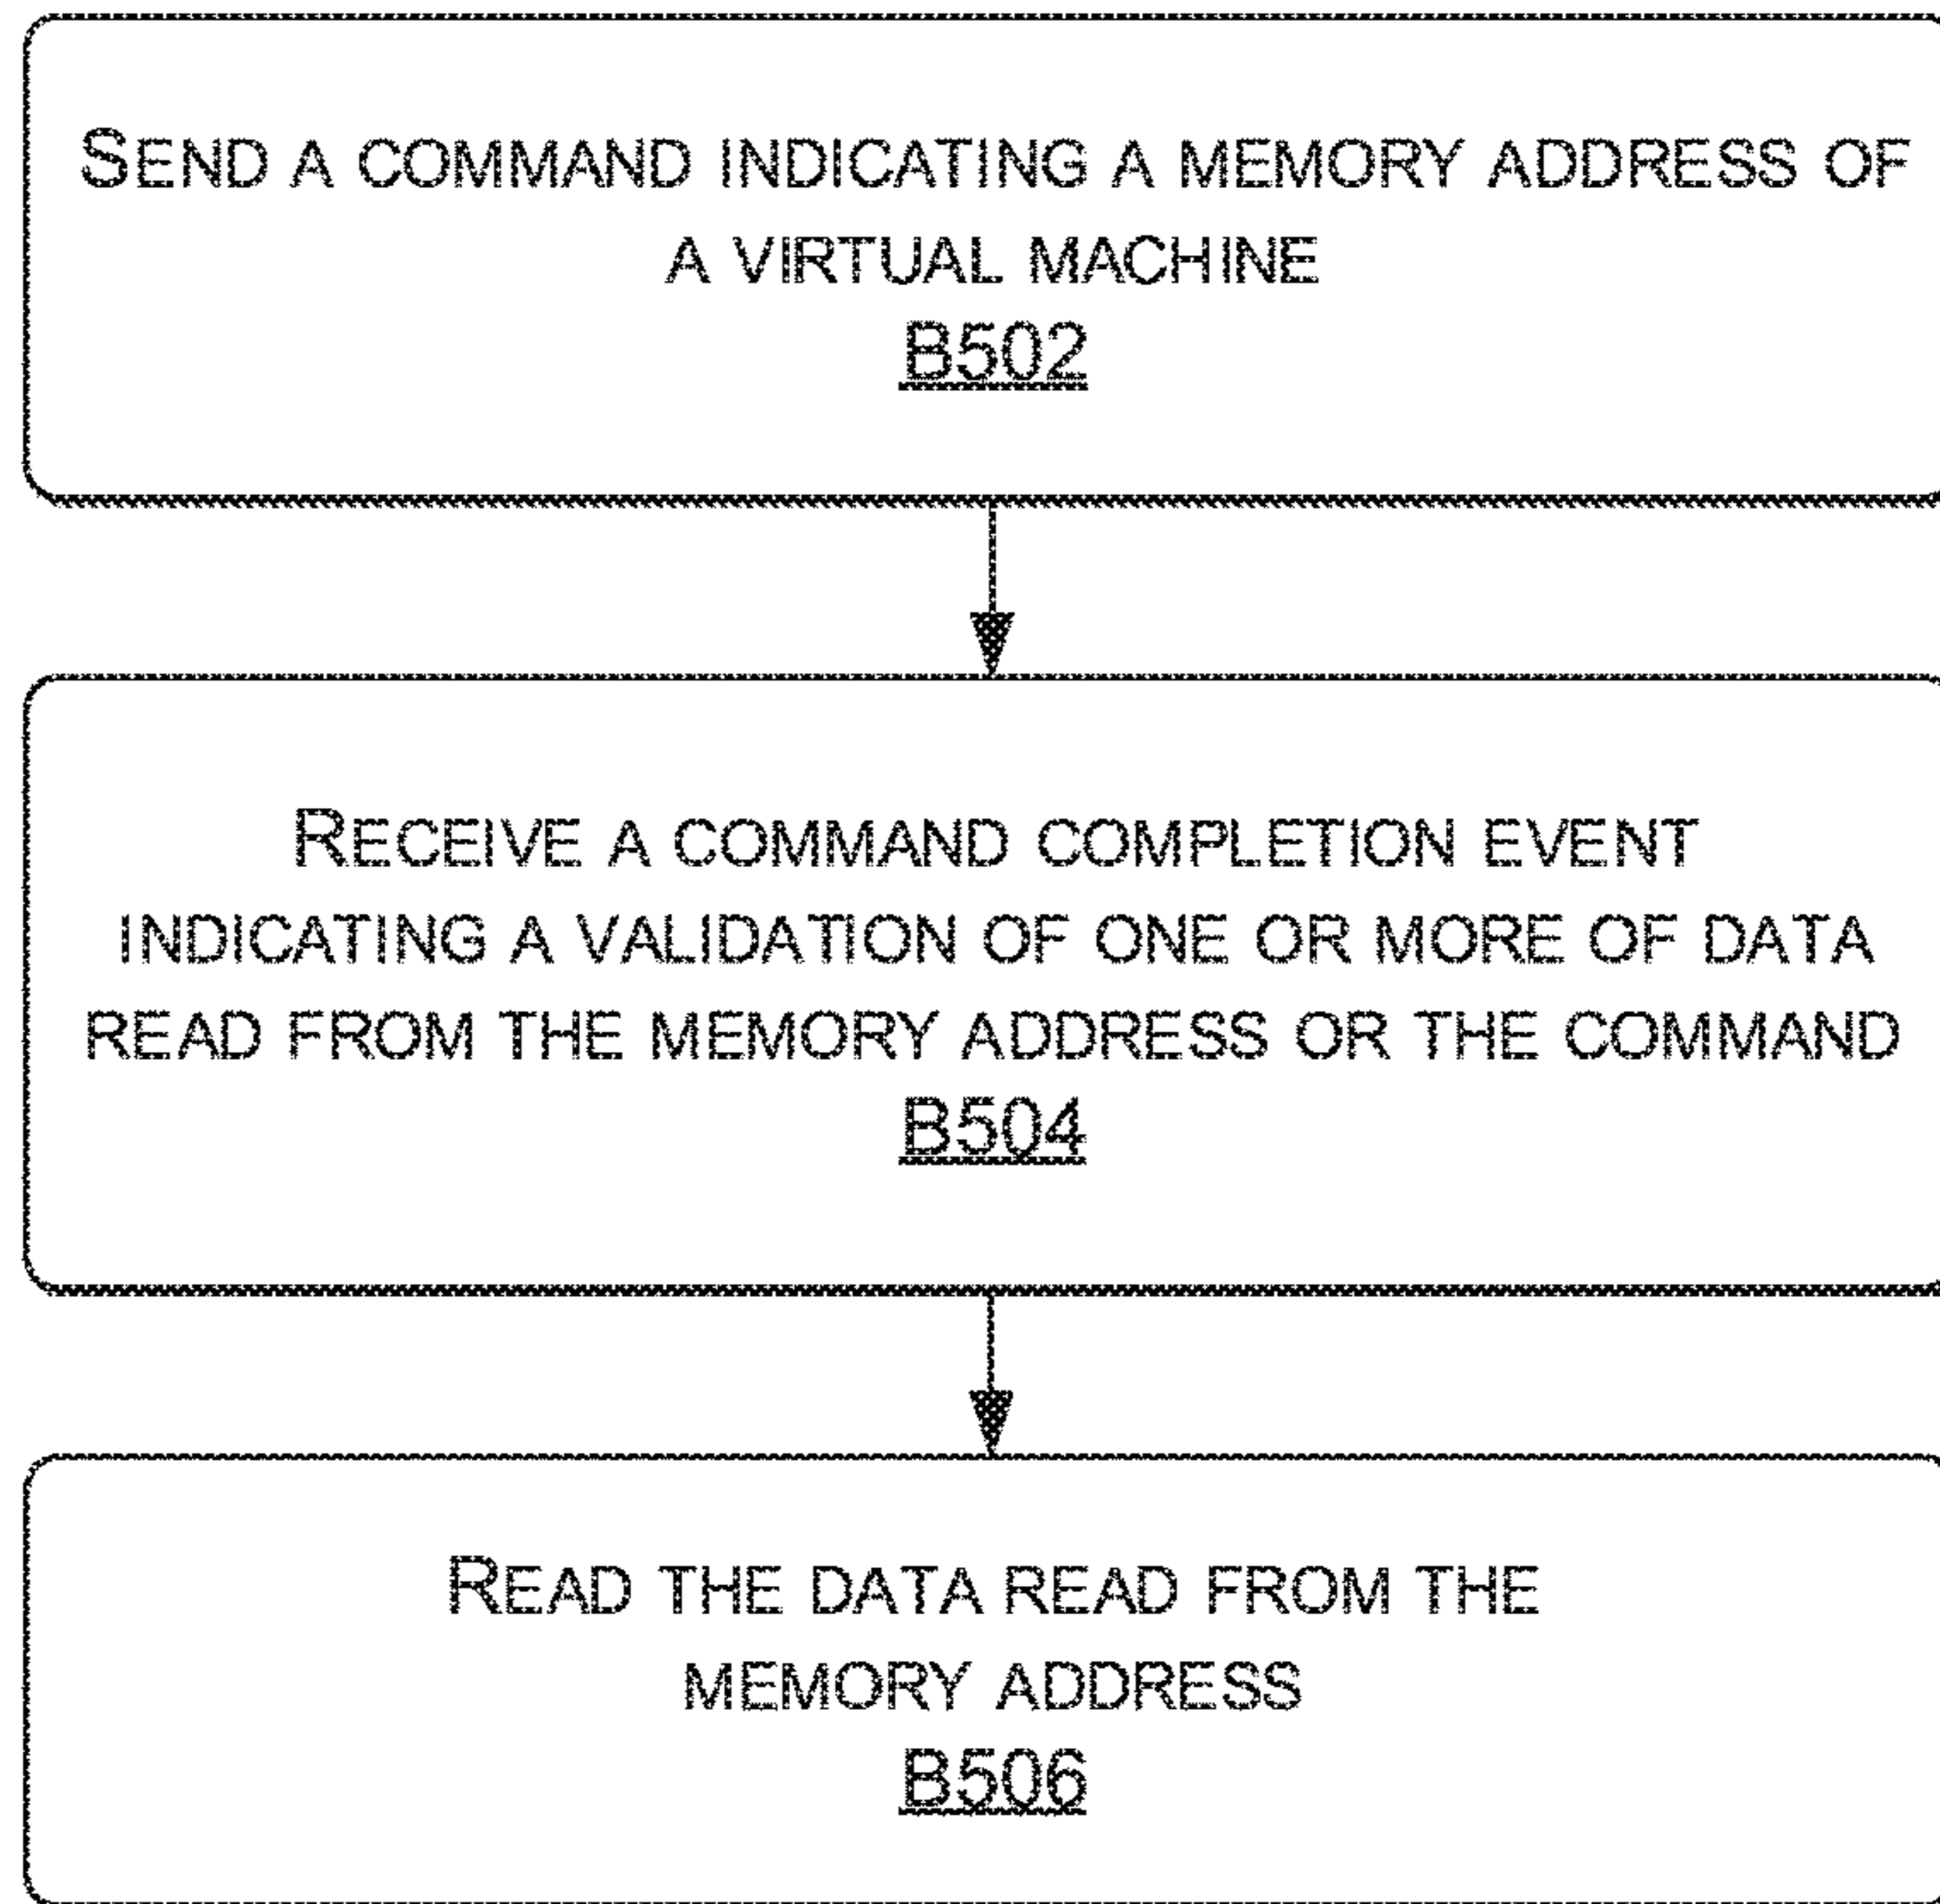 SEND A COMMAND INDICATING A MEMORY ADDRESS OF
A VIRTUAL MACHINE
B502
RECEIVE A COMMAND COMPLETION EVENT
INDICATING A VALIDATION OF ONE OR MORE OF DATA
READ FROM THE MEMORY ADDRESS OR THE COMMAND
B504
READ THE DATA READ FROM THE
MEMORY ADDRESS
B506